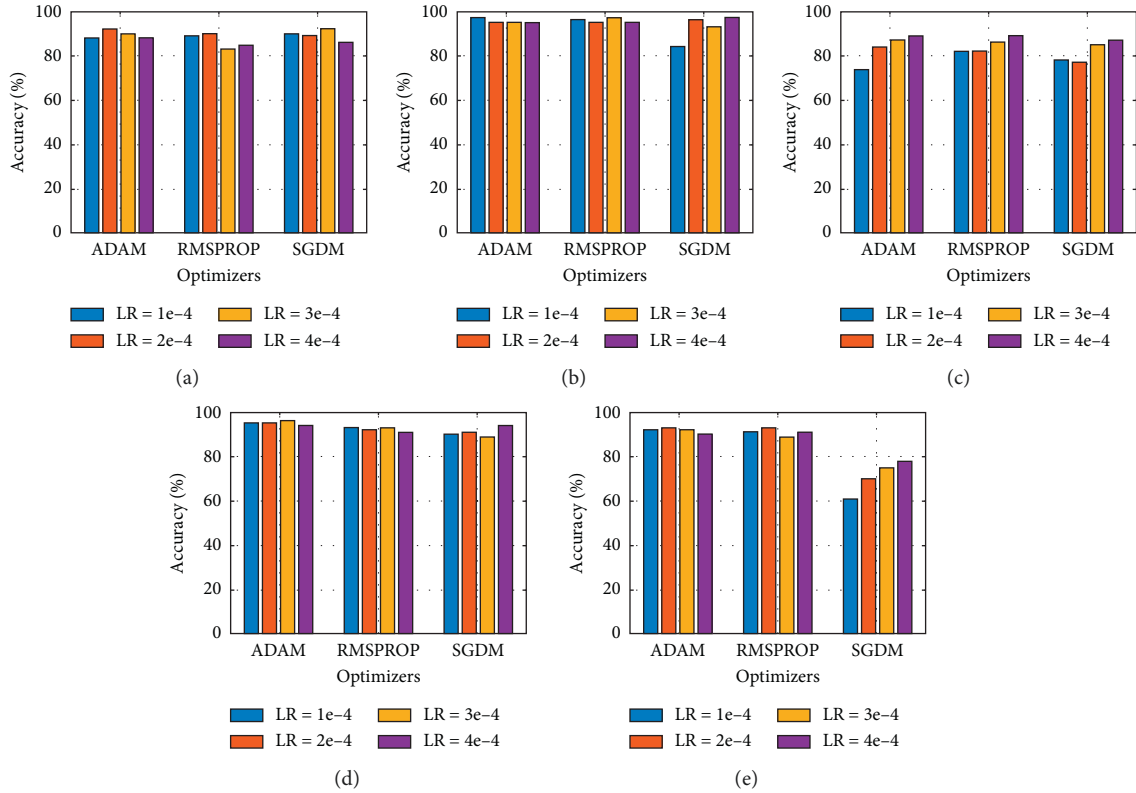 100
80
60
40
20
0
Accuracy (%)
ADAM RMSPROP SGDM
Optimizers
LR = 1e–4 LR = 3e–4
LR = 2e–4 LR = 4e–4
(a)
100
80
60
40
20
0
Accuracy (%)
ADAM RMSPROP SGDM
Optimizers
LR = 1e–4 LR = 3e–4
LR = 2e–4 LR = 4e–4
(b)
100
80
60
40
20
0
Accuracy (%)
ADAM RMSPROP SGDM
Optimizers
LR = 1e–4 LR = 3e–4
LR = 2e–4 LR = 4e–4
(c)
100
80
60
40
20
0
Accuracy (%)
ADAM RMSPROP SGDM
Optimizers
LR = 1e–4 LR = 3e–4
LR = 2e–4 LR = 4e–4
(d)
100
80
60
40
20
0
Accuracy (%)
ADAM RMSPROP SGDM
Optimizers
LR = 1e–4 LR = 3e–4
LR = 2e–4 LR = 4e–4
(e)